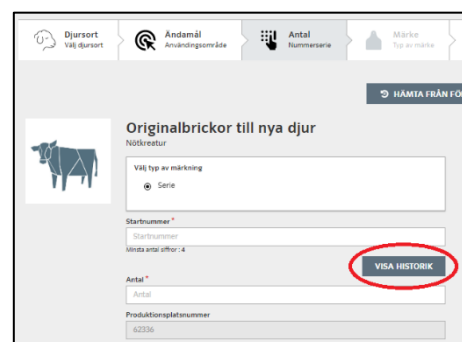 Djursort
Välj djursort
Ändamål
Användingsområde
Antal
Nummerserie
Märke
Typ av märke
HÄMTA FRÅN FÖ
Originalbrickor till nya djur
Nötkreatur
Välj typ av märkning
Serie
Startnummer *
Startnummer
Minsta antal siffror : 4
VISA HISTORIK
Antal *
Antal
Produktionsplatsnummer
62336